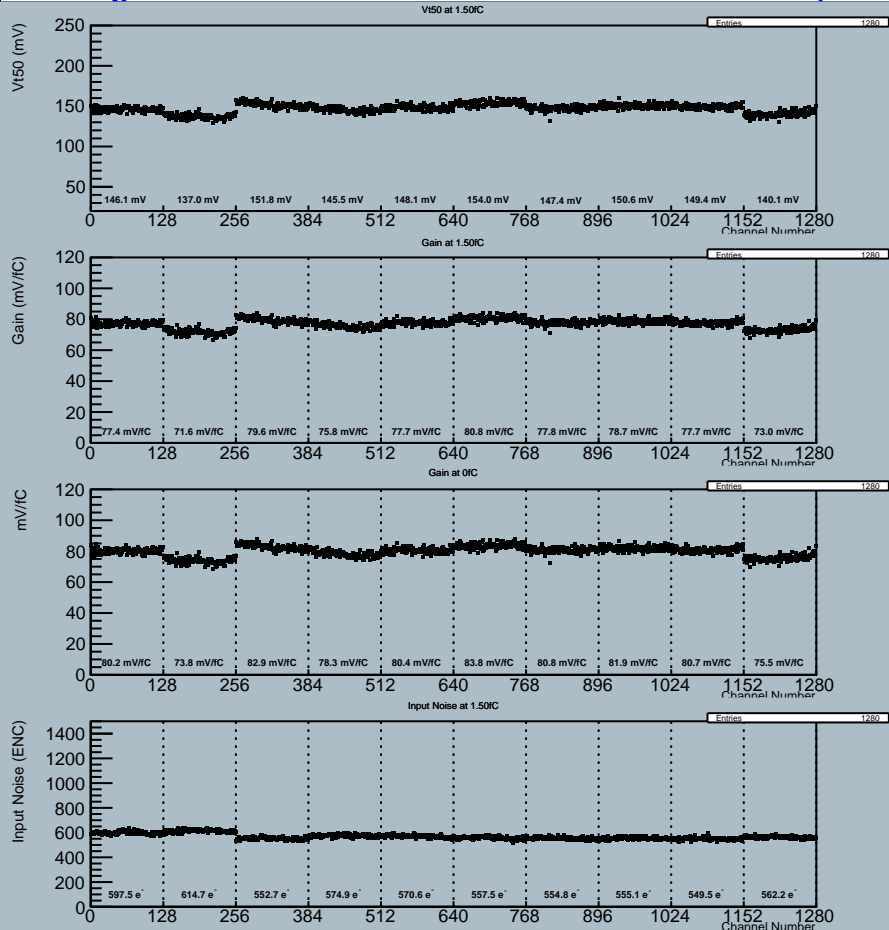 Vt50 at 1.50fC
Entries 1280
Vt50 (mV)
250
200
150
100
50
146.1 mV 137.0 mV 151.8 mV 145.5 mV 148.1 mV 154.0 mV 147.4 mV 150.6 mV 149.4 mV 140.1 mV
0 128 256 384 512 640 768 896 1024 1152 1280
Channel Number
Gain at 1.50fC
Entries 1280
Gain (mV/fC)
120
100
80
60
40
20
0
77.4 mV/fC 71.6 mV/fC 79.6 mV/fC 75.8 mV/fC 77.7 mV/fC 80.8 mV/fC 77.8 mV/fC 78.7 mV/fC 77.7 mV/fC 73.0 mV/fC
0 128 256 384 512 640 768 896 1024 1152 1280
Channel Number
Gain at 0fC
Entries 1280
mV/fC
120
100
80
60
40
20
0
80.2 mV/fC 73.8 mV/fC 82.9 mV/fC 78.3 mV/fC 80.4 mV/fC 83.8 mV/fC 80.8 mV/fC 81.9 mV/fC 80.7 mV/fC 75.5 mV/fC
0 128 256 384 512 640 768 896 1024 1152 1280
Channel Number
Input Noise at 1.50fC
Entries 1280
Input Noise (ENC)
1400
1200
1000
800
600
400
200
0
597.5 e⁻ 614.7 e⁻ 552.7 e⁻ 574.9 e⁻ 570.6 e⁻ 557.5 e⁻ 554.8 e⁻ 555.1 e⁻ 549.5 e⁻ 562.2 e⁻
0 128 256 384 512 640 768 896 1024 1152 1280
Channel Number